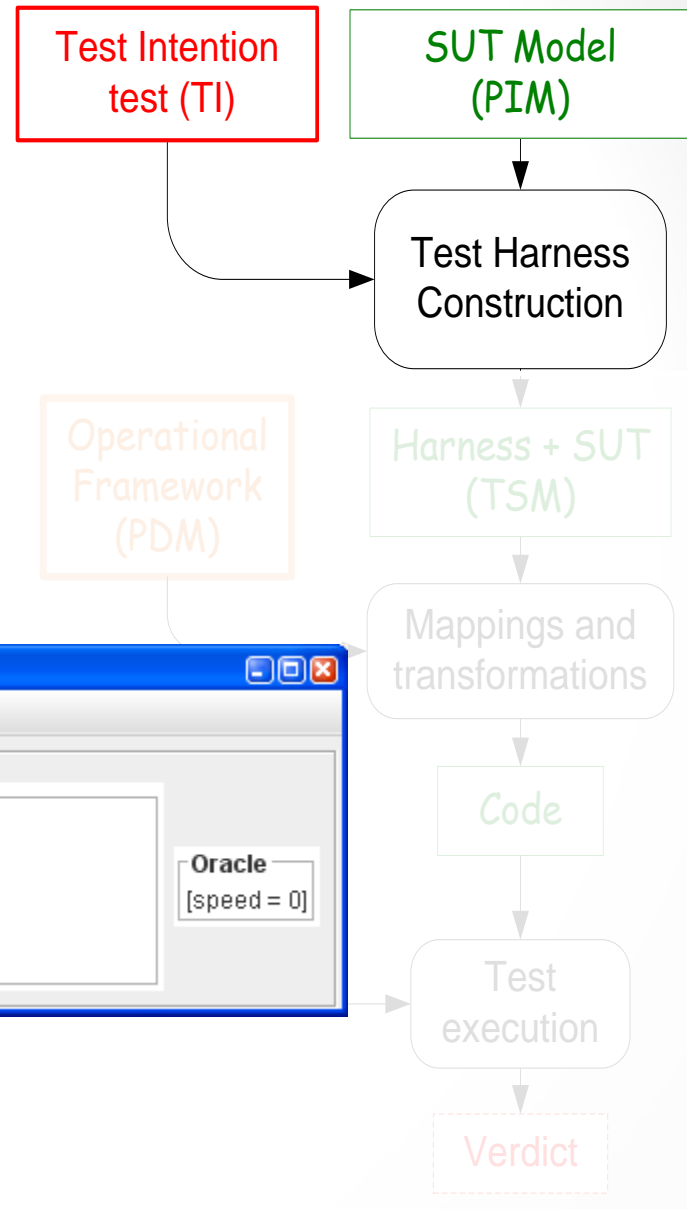 Test Intention
test (TI)
SUT Model
(PIM)
Test Harness
Construction
Operational
Framework
(PDM)
Harness + SUT
(TSM)
Mappings and
transformations
Code
Oracle
[speed = 0]
Test
execution
Verdict